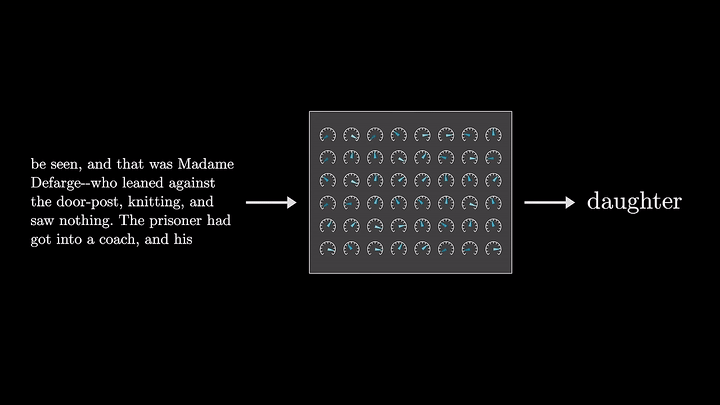 be seen, and that was Madame
Defarge--who leaned against
the door-post, knitting, and
saw nothing. The prisoner had
got into a coach, and his
daughter